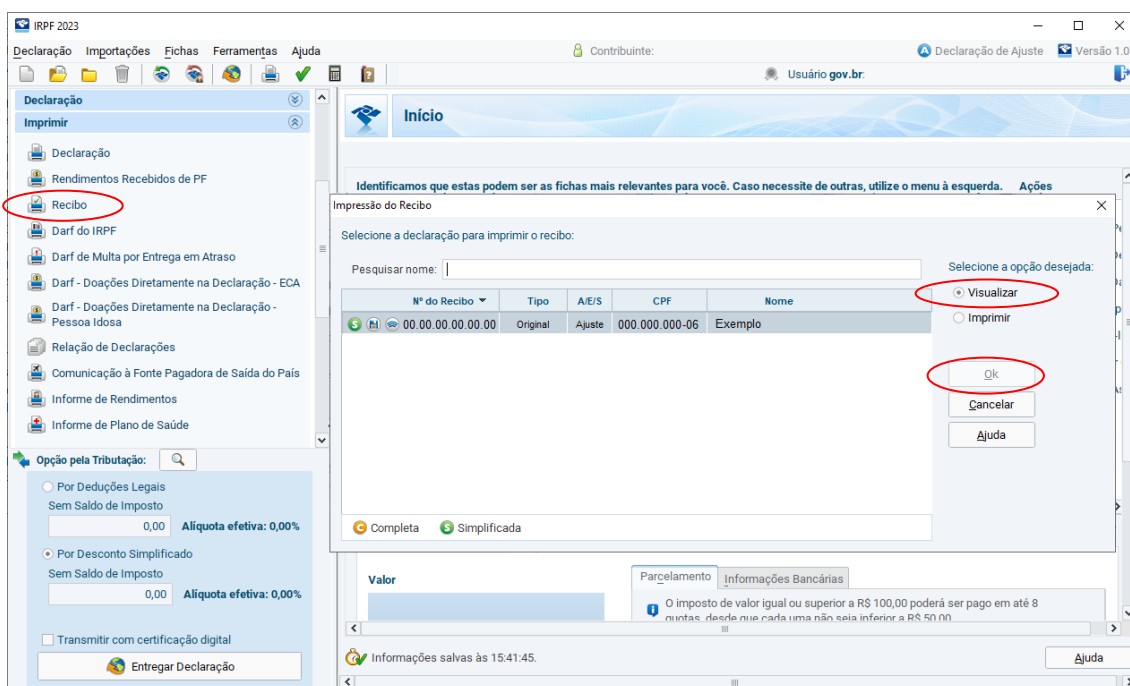 IRPF 2023
Declaração Importações Fichas Ferramentas Ajuda
Contribuinte:
Declaração de Ajuste
Versão 1.0
Usuário gov.br:
Declaração
Imprimir
Declaração
Rendimentos Recebidos de PF
Recibo
Darf do IRPF
Darf de Multa por Entrega em Atraso
Darf - Doações Diretamente na Declaração - ECA
Darf - Doações Diretamente na Declaração -
Pessoa Idosa
Relação de Declarações
Comunicação à Fonte Pagadora de Saída do País
Informe de Rendimentos
Informe de Plano de Saúde
Opção pela Tributação:
Por Deduções Legais
Sem Saldo de Imposto
0,00 Alíquota efetiva: 0,00%
Por Desconto Simplificado
Sem Saldo de Imposto
0,00 Alíquota efetiva: 0,00%
Transmitir com certificação digital
Entregar Declaração
Início
Identificamos que estas podem ser as fichas mais relevantes para você. Caso necessite de outras, utilize o menu à esquerda. Ações
Impressão do Recibo
Selecione a declaração para imprimir o recibo:
Pesquisar nome:
Nº do Recibo Tipo A/E/S CPF Nome
S 00.00.00.00.00.00 Original Ajuste 000.000.000-06 Exemplo
C Completa S Simplificada
Selecione a opção desejada:
Visualizar
Imprimir
Ok
Cancelar
Ajuda
Valor
Parcelamento Informações Bancárias
O imposto de valor igual ou superior a R$ 100,00 poderá ser pago em até 8
quotas, desde que cada uma não seja inferior a R$ 50,00
Informações salvas às 15:41:45.
Ajuda